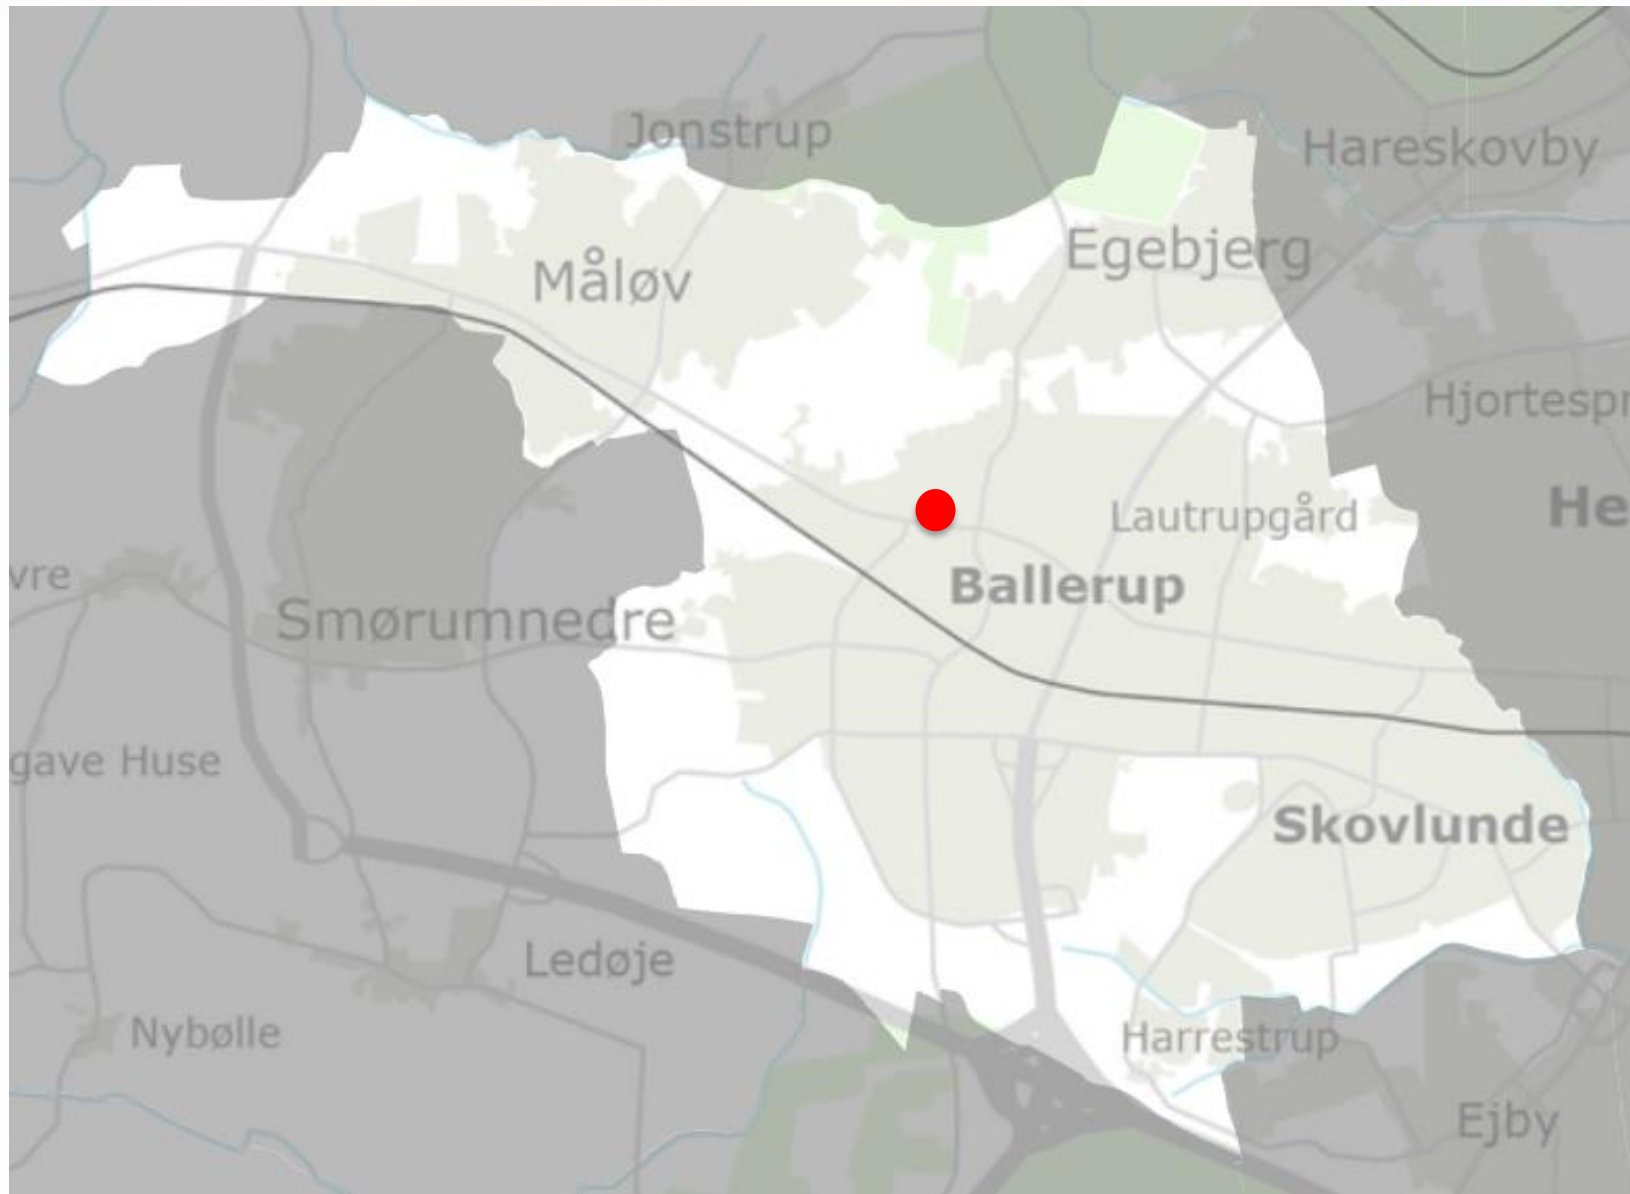 Jonstrup
Hareskovby
Egebjerg
Måløv
Hjortespr
Lautrupgård
He
vre
Ballerup
Smørumnedre
gave Huse
Skovlunde
Ledøje
Nybølle
Harrestrup
Ejby